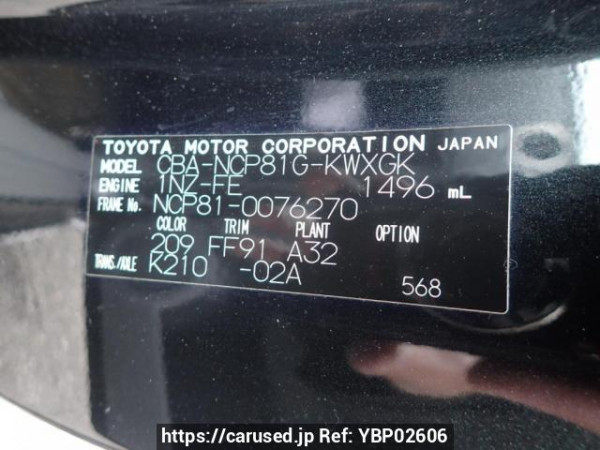 TOYOTA MOTOR CORPORATION JAPAN
MODEL CBA-NCP81G-KWXGK
ENGINE 1NZ-FE 1496 mL
FRAME No. NCP81-0076270
COLOR TRIM PLANT OPTION
209 FF91 A32
TRANS./AXLE K210 -02A
568
https://carused.jp Ref: YBP02606